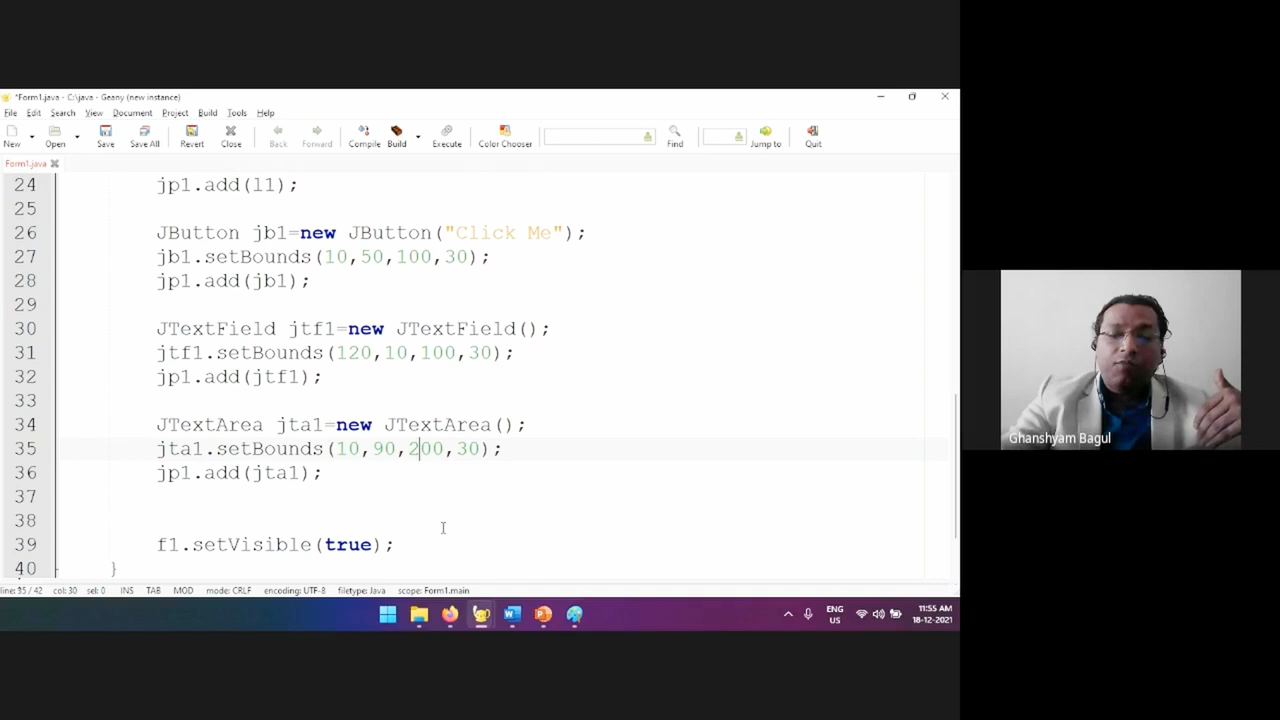 *Form1.java - C:\java - Geany (new instance)
File Edit Search View Document Project Build Tools Help
New Open Save Save All Revert Close Back Forward Compile Build Execute Color Chooser Find Jump to Quit
Form1.java
24 jp1.add(l1);
25
26 JButton jb1=new JButton("Click Me");
27 jb1.setBounds(10,50,100,30);
28 jp1.add(jb1);
29
30 JTextField jtf1=new JTextField();
31 jtf1.setBounds(120,10,100,30);
32 jp1.add(jtf1);
33
34 JTextArea jta1=new JTextArea();
35 jta1.setBounds(10,90,200,30);
36 jp1.add(jta1);
37
38
39 f1.setVisible(true);
40 }
line: 35 / 42 col: 30 sel: 0 INS TAB MOD mode: CRLF encoding: UTF-8 filetype: Java scope: Form1.main
ENG
US
11:55 AM
18-12-2021
Ghanshyam Bagul